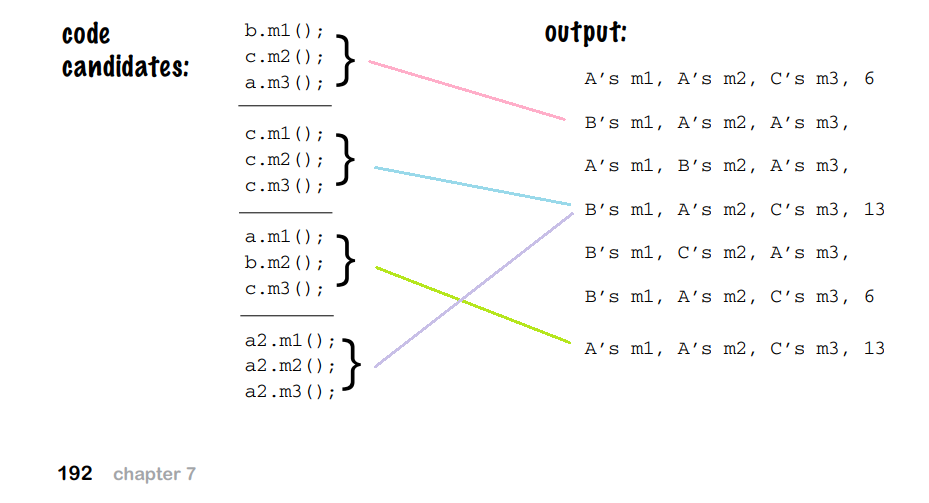 code
candidates:
b.m1();
c.m2();
a.m3();
}
c.m1();
c.m2();
c.m3();
}
a.m1();
b.m2();
c.m3();
}
a2.m1();
a2.m2();
a2.m3();
}
output:
A’s m1, A’s m2, C’s m3, 6
B’s m1, A’s m2, A’s m3,
A’s m1, B’s m2, A’s m3,
B’s m1, A’s m2, C’s m3, 13
B’s m1, C’s m2, A’s m3,
B’s m1, A’s m2, C’s m3, 6
A’s m1, A’s m2, C’s m3, 13
192 chapter 7